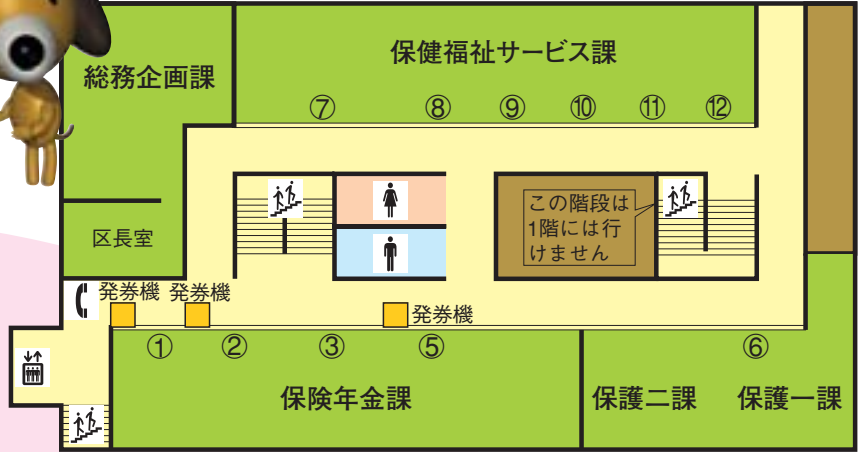 総務企画課
保健福祉サービス課
⑦
⑧
⑨
⑩
⑪
⑫
区長室
この階段は
1階には行
けません
発券機
発券機
発券機
①
②
③
⑤
⑥
保険年金課
保護二課
保護一課